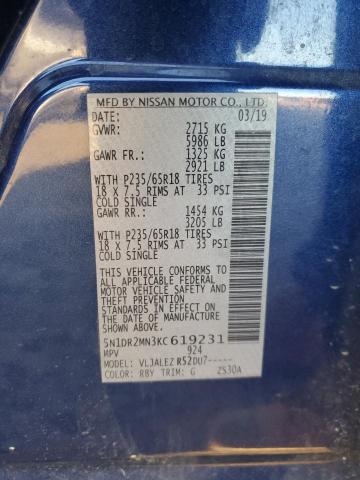 MFD BY NISSAN MOTOR CO., LTD.
DATE: 03/19
GVWR: 2715 KG
5986 LB
GAWR FR.: 1325 KG
2921 LB
WITH P235/65R18 TIRES
18 X 7.5 RIMS AT 33 PSI
COLD SINGLE
GAWR RR.: 1454 KG
3205 LB
WITH P235/65R18 TIRES
18 X 7.5 RIMS AT 33 PSI
COLD SINGLE
THIS VEHICLE CONFORMS TO
ALL APPLICABLE FEDERAL
MOTOR VEHICLE SAFETY AND
STANDARDS IN EFFECT ON
THE DATE OF MANUFACTURE
SHOWN ABOVE.
5N1DR2MN3KC619231
MPV 924
MODEL: VLJALEZ R52DU7-----
COLOR: RBY TRIM: G ZS30A